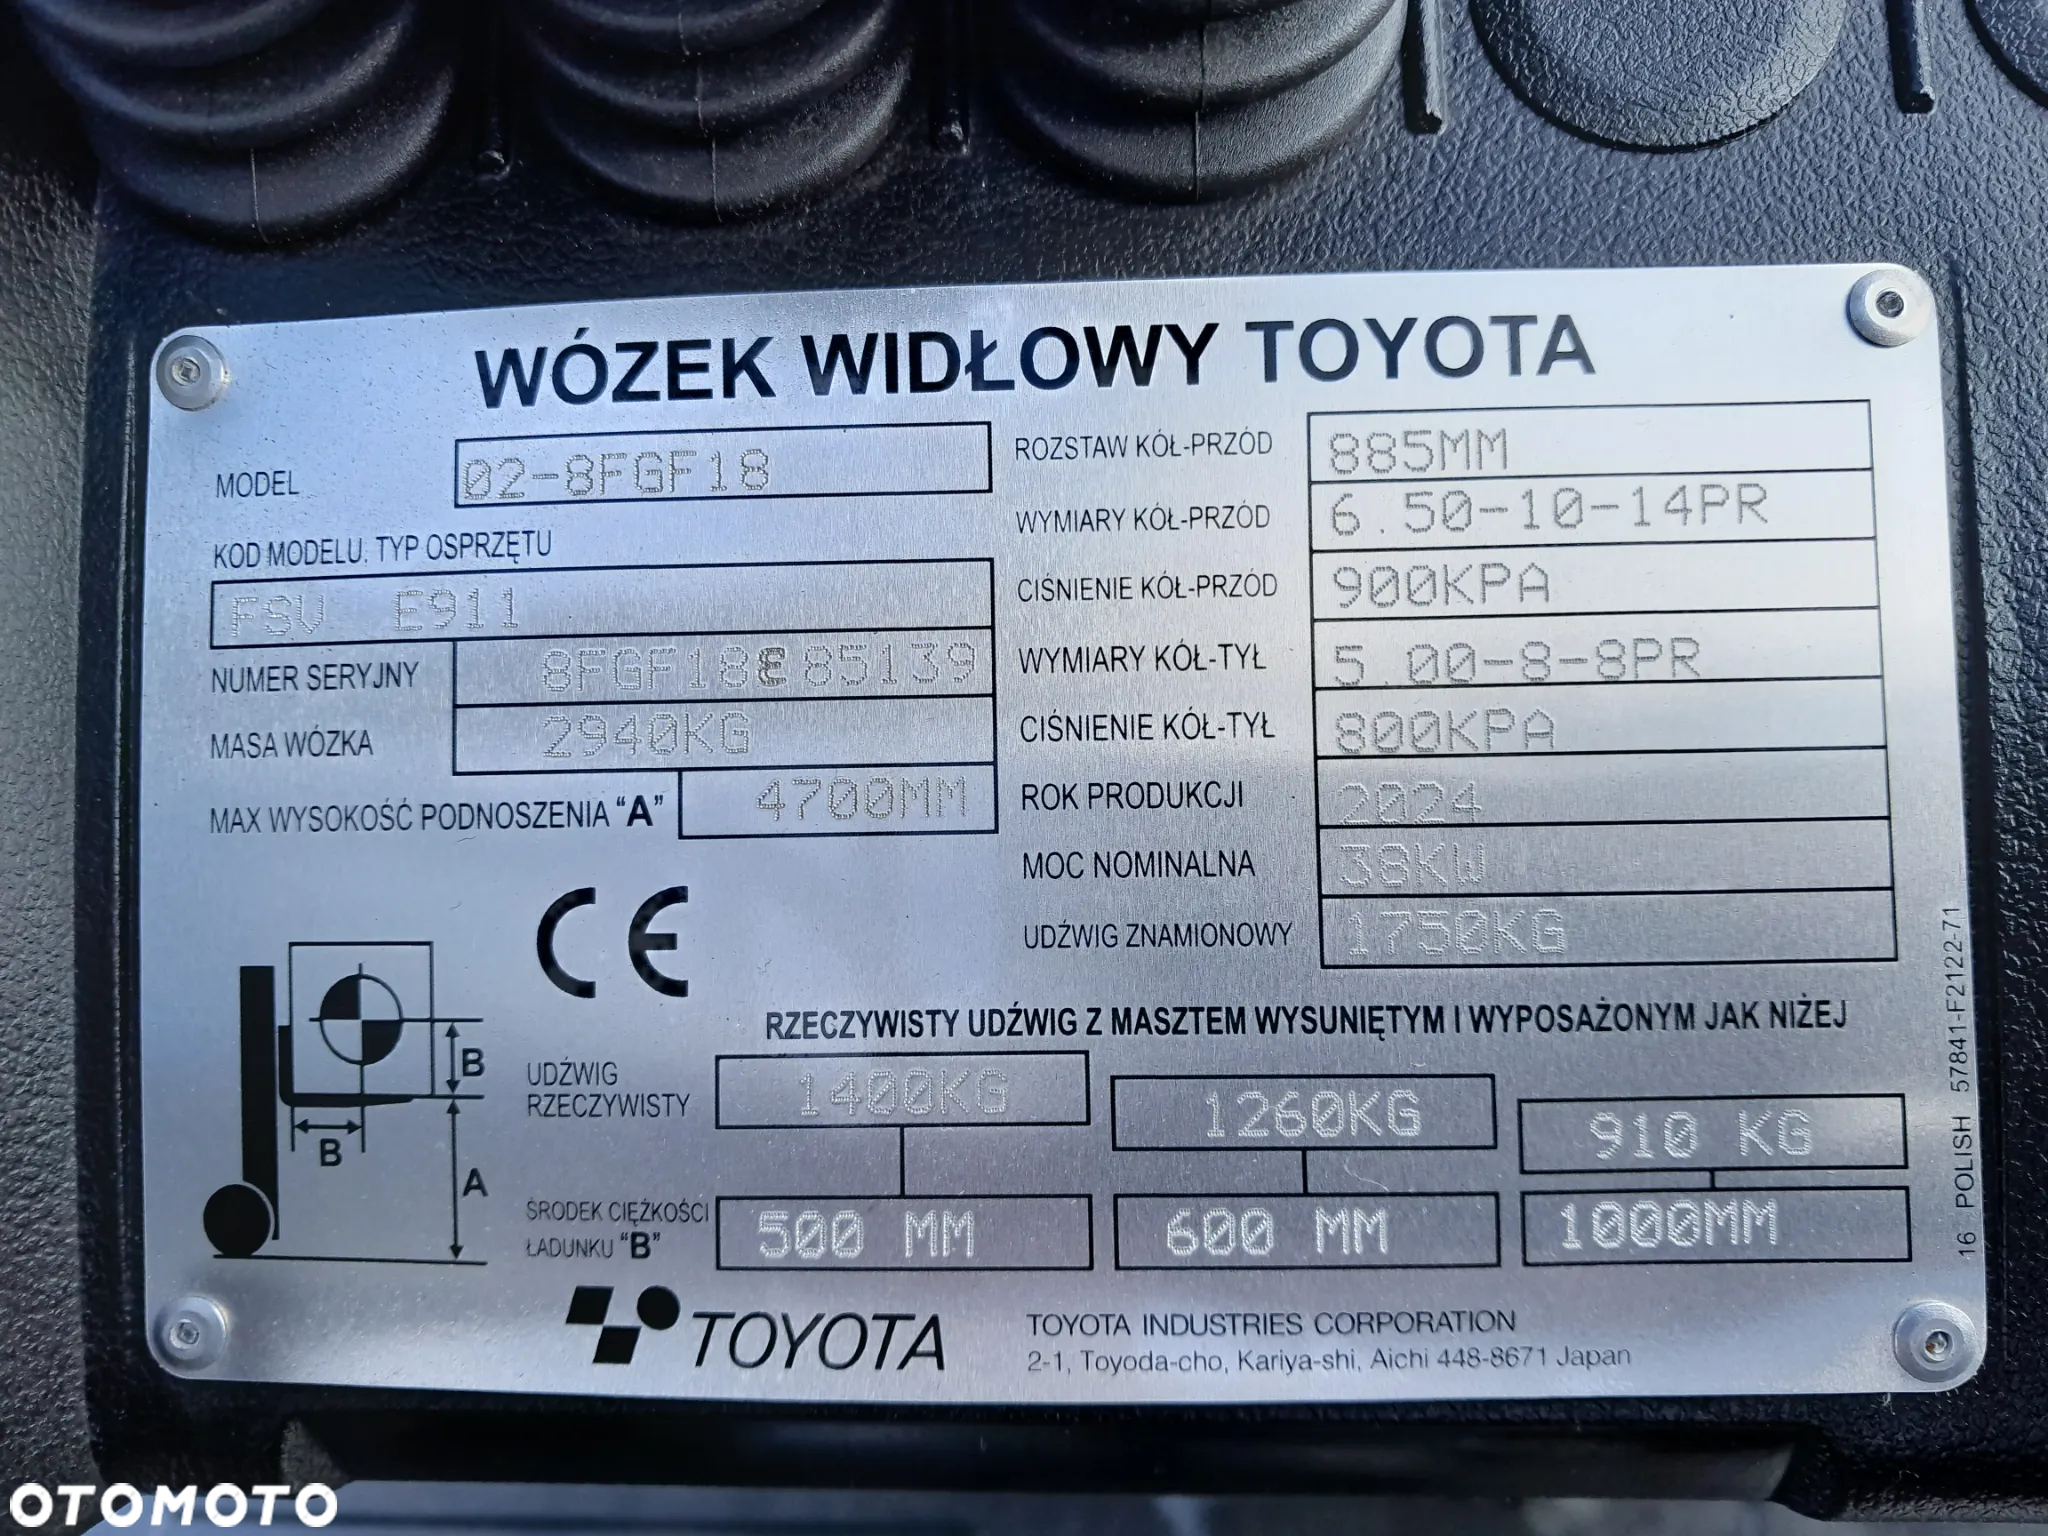 WÓZEK WIDŁOWY TOYOTA
MODEL 02-8FGF18
KOD MODELU. TYP OSPRZĘTU
FSV E911
NUMER SERYJNY 8FGF18E85139
MASA WÓZKA 2940KG
MAX WYSOKOŚĆ PODNOSZENIA "A" 4700MM
ROZSTAW KÓŁ-PRZÓD 885MM
WYMIARY KÓŁ-PRZÓD 6.50-10-14PR
CIŚNIENIE KÓŁ-PRZÓD 900KPA
WYMIARY KÓŁ-TYŁ 5.00-8-8PR
CIŚNIENIE KÓŁ-TYŁ 800KPA
ROK PRODUKCJI 2024
MOC NOMINALNA 38KW
UDŹWIG ZNAMIONOWY 1750KG
CE
B
B
A
RZECZYWISTY UDŹWIG Z MASZTEM WYSUNIĘTYM I WYPOSAŻONYM JAK NIŻEJ
UDŹWIG
RZECZYWISTY 1400KG 1260KG 910 KG
ŚRODEK CIĘŻKOŚCI
ŁADUNKU "B" 500 MM 600 MM 1000MM
TOYOTA
TOYOTA INDUSTRIES CORPORATION
2-1, Toyoda-cho, Kariya-shi, Aichi 448-8671 Japan
16 POLISH 57841-F2122-71
OTOMOTO